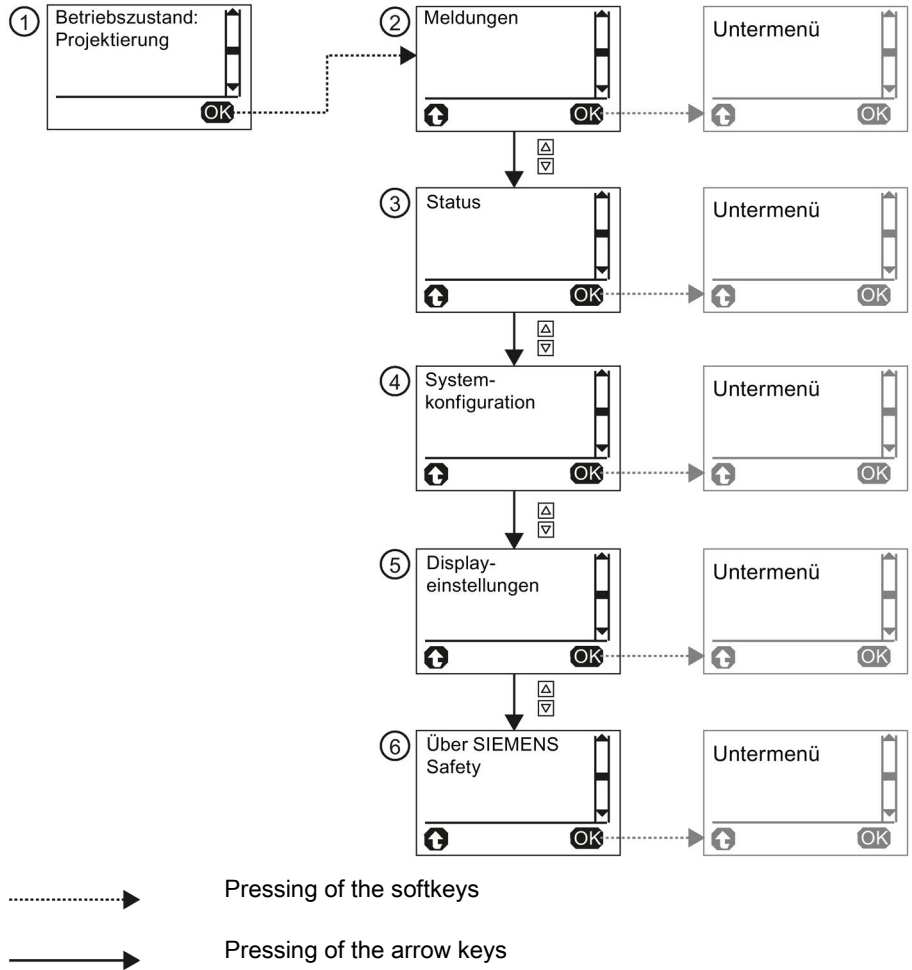 1
Betriebszustand:
Projektierung
OK
2
Meldungen
OK
Untermenü
OK
3
Status
OK
Untermenü
OK
4
System-
konfiguration
OK
Untermenü
OK
5
Display-
einstellungen
OK
Untermenü
OK
6
Über SIEMENS
Safety
OK
Untermenü
OK
Pressing of the softkeys
Pressing of the arrow keys